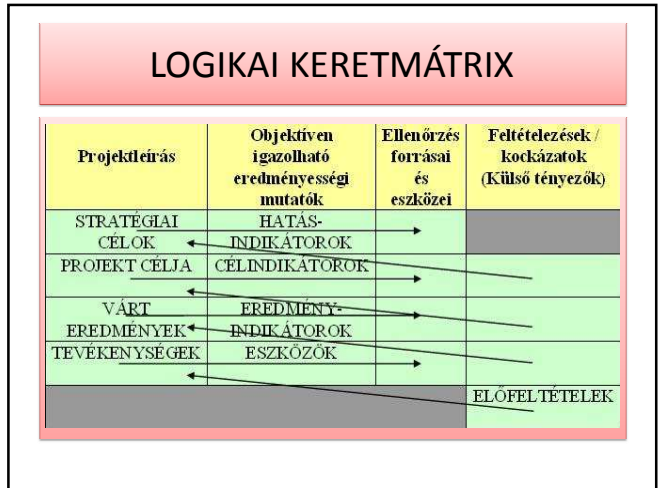 LOGIKAI KERETMÁTRIX
Projektleírás
Objektíven
igazolható
eredményességi
mutatók
Ellenőrzés
forrásai
és
eszközei
Feltételezések /
kockázatok
(Külső tényezők)
STRATÉGIAI
CÉLOK
HATÁS-
INDIKÁTOROK
PROJEKT CÉLJA
CÉLINDIKÁTOROK
VÁRT
EREDMÉNYEK
EREDMÉNY-
INDIKÁTOROK
TEVÉKENYSÉGEK
ESZKÖZÖK
ELŐFELTÉTELEK